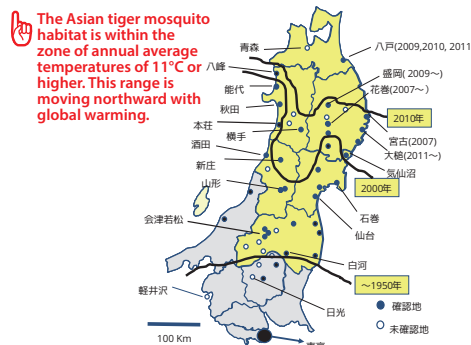 The Asian tiger mosquito
habitat is within the
zone of annual average
temperatures of 11°C or
higher. This range is
moving northward with
global warming.
青森
八戸(2009,2010, 2011
八峰
盛岡( 2009～)
能代
花巻(2007～）
秋田
2010年
本荘
横手
宮古(2007)
酒田
大槌(2011～)
新庄
気仙沼
山形
2000年
石巻
会津若松
仙台
白河
～1950年
軽井沢
日光
確認地
未確認地
100 Km